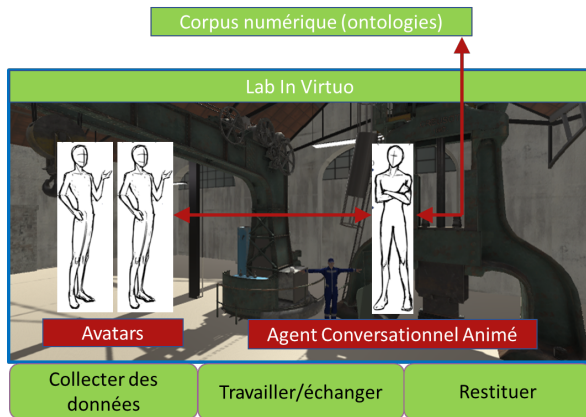 Corpus numérique (ontologies)
Lab In Virtuo
Avatars
Agent Conversationnel Animé
Collecter des
données
Travailler/échanger
Restituer